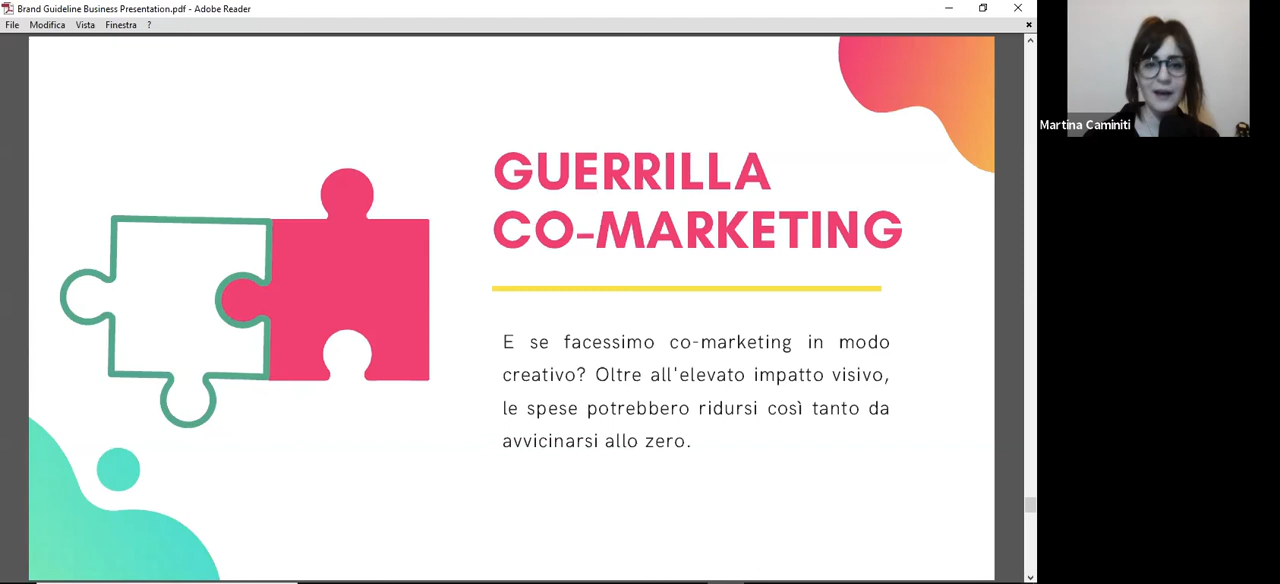 Brand Guideline Business Presentation.pdf - Adobe Reader
File Modifica Vista Finestra ?
Martina Caminiti
GUERRILLA
CO-MARKETING
E se facessimo co-marketing in modo
creativo? Oltre all'elevato impatto visivo,
le spese potrebbero ridursi così tanto da
avvicinarsi allo zero.